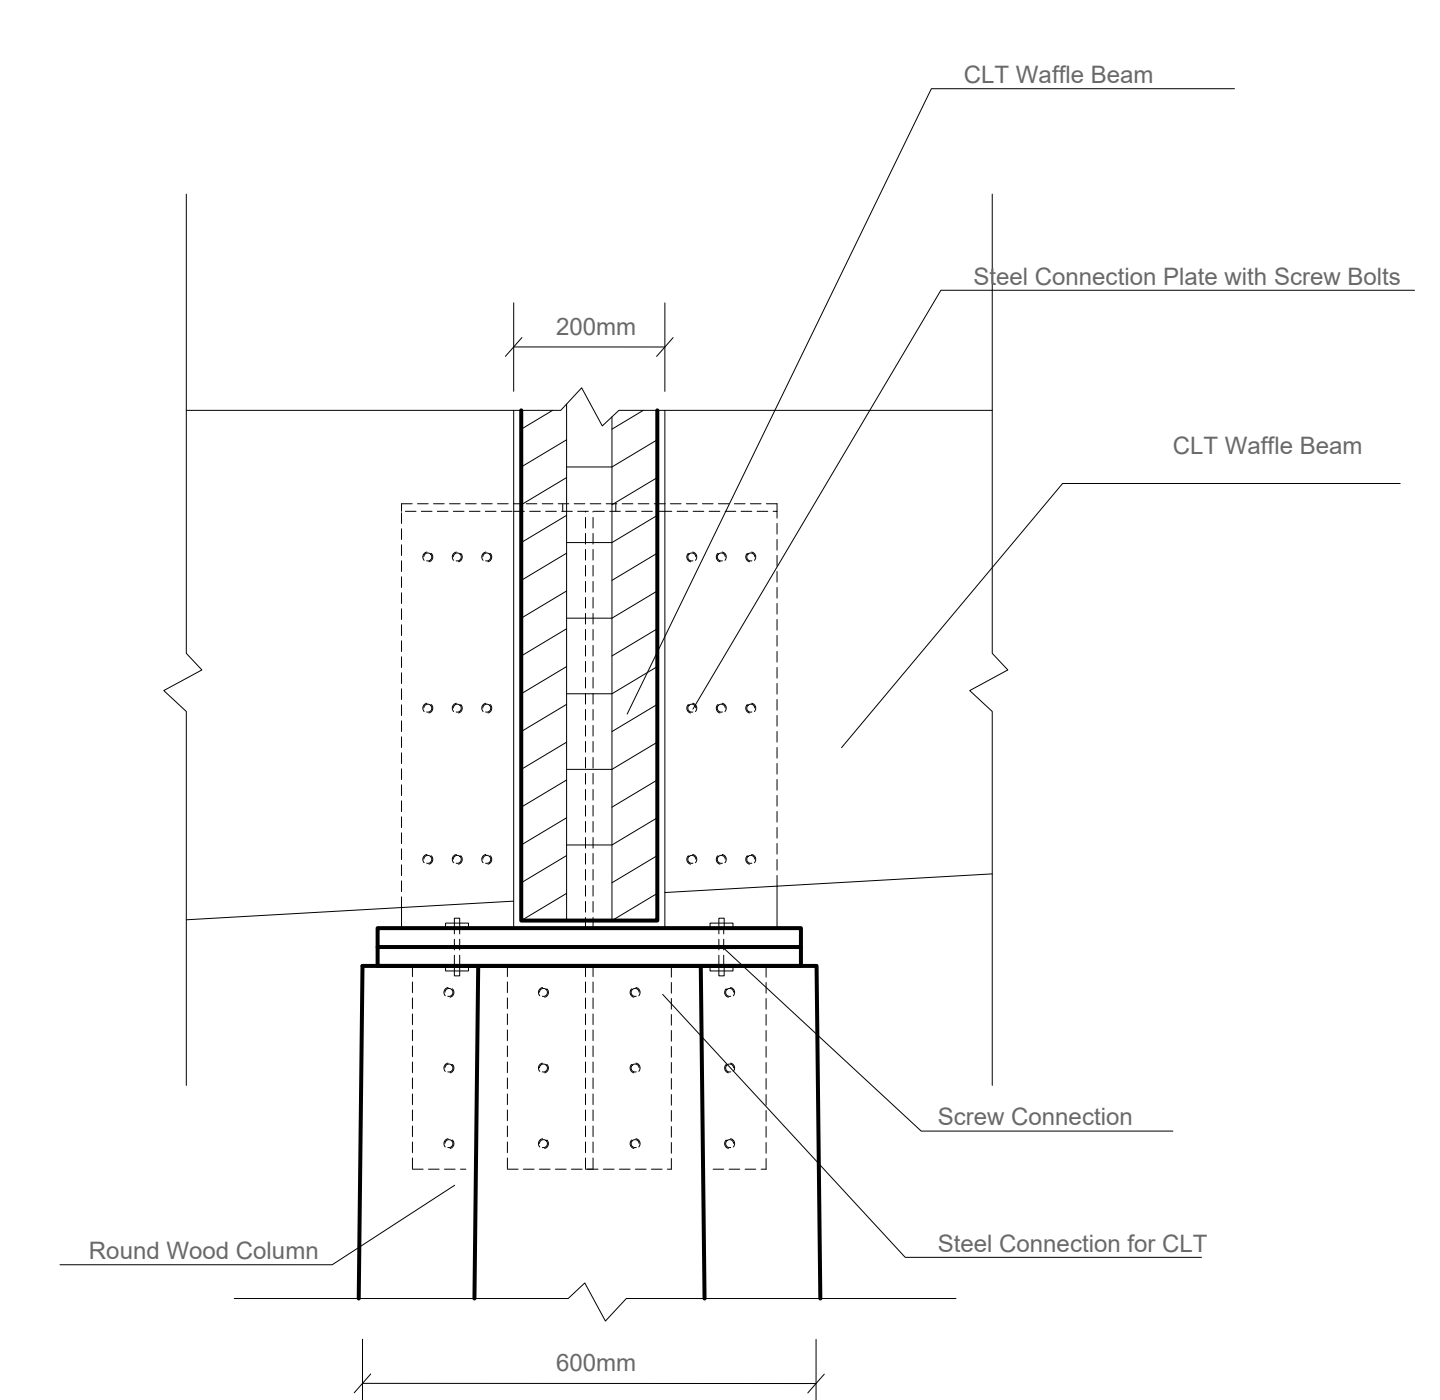 CLT Waffle Beam
Steel Connection Plate with Screw Bolts
200mm
CLT Waffle Beam
Screw Connection
Steel Connection for CLT
Round Wood Column
600mm